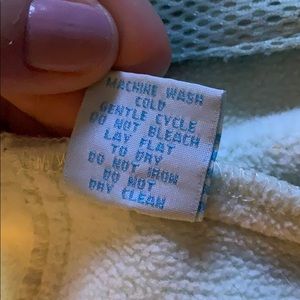 MACHINE WASH
COLD
GENTLE CYCLE
DO NOT BLEACH
LAY FLAT
TO DRY
DO NOT IRON
DO NOT
DRY CLEAN